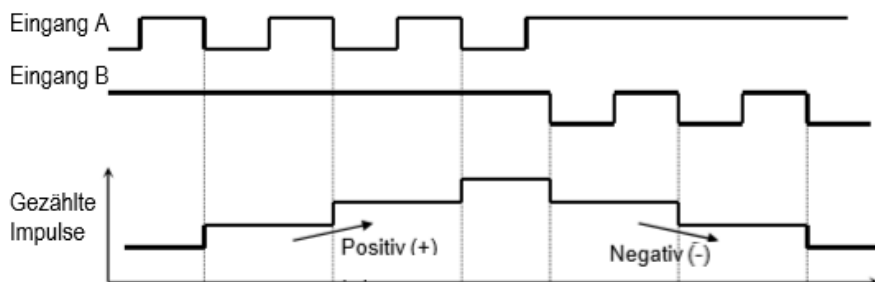 Eingang A
Eingang B
Gezählte
Impulse
Positiv (+)
Negativ (-)